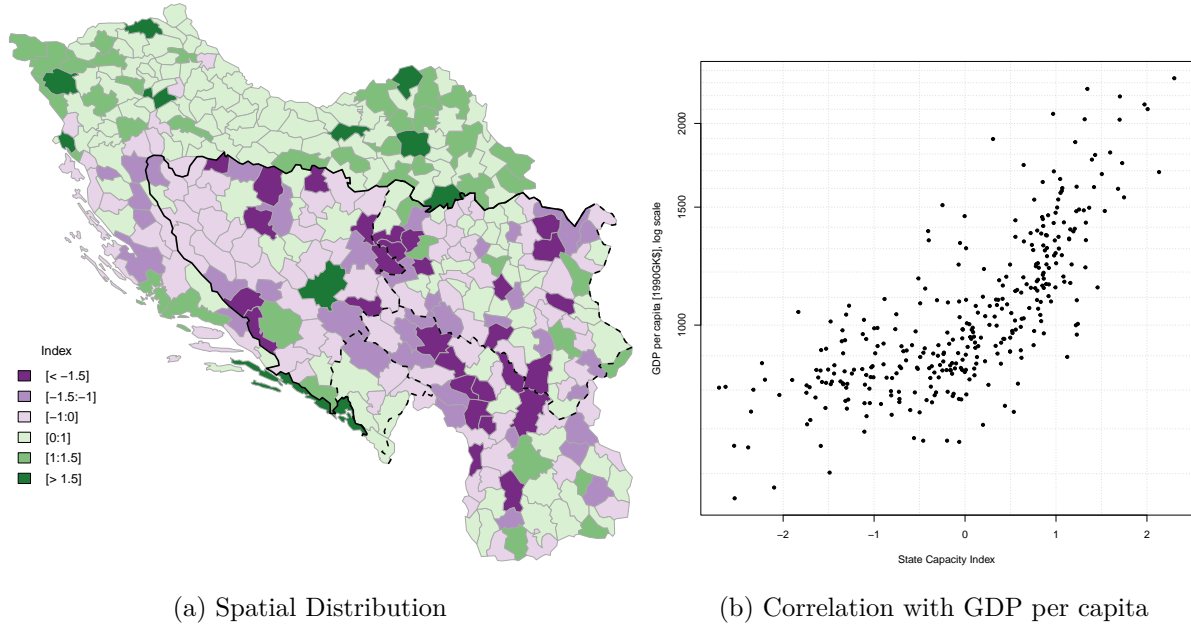 Index
[< −1.5]
[−1.5:−1]
[−1:0]
[0:1]
[1:1.5]
[> 1.5]
(a) Spatial Distribution
GDP per capita [1990GK$], log scale
2000
1500
1000
−2 −1 0 1 2
State Capacity Index
(b) Correlation with GDP per capita